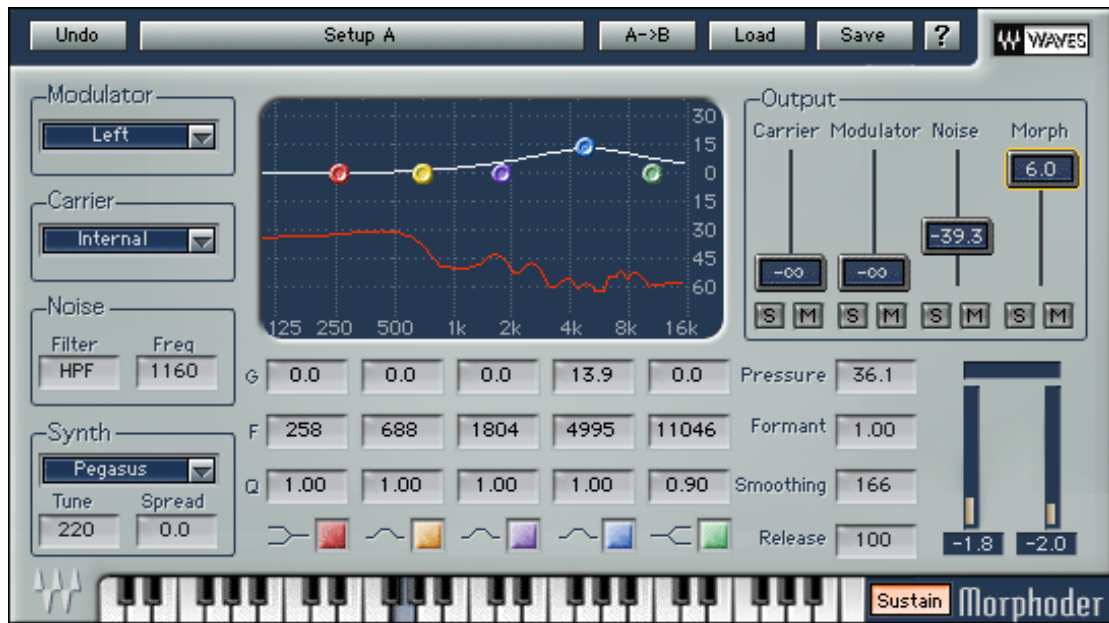 Undo Setup A A->B Load Save ? WAVES
Modulator
Left
Carrier
Internal
Noise
Filter Freq
HPF 1160
Synth
Pegasus
Tune Spread
220 0.0
30
15
0
15
30
45
60
125 250 500 1k 2k 4k 8k 16k
Output
Carrier Modulator Noise Morph
6.0
-39.3
-∞ -∞
S M S M S M S M
G 0.0 0.0 0.0 13.9 0.0 Pressure 36.1
F 258 688 1804 4995 11046 Formant 1.00
Q 1.00 1.00 1.00 1.00 0.90 Smoothing 166
Release 100
-1.8 -2.0
Sustain Morphoder